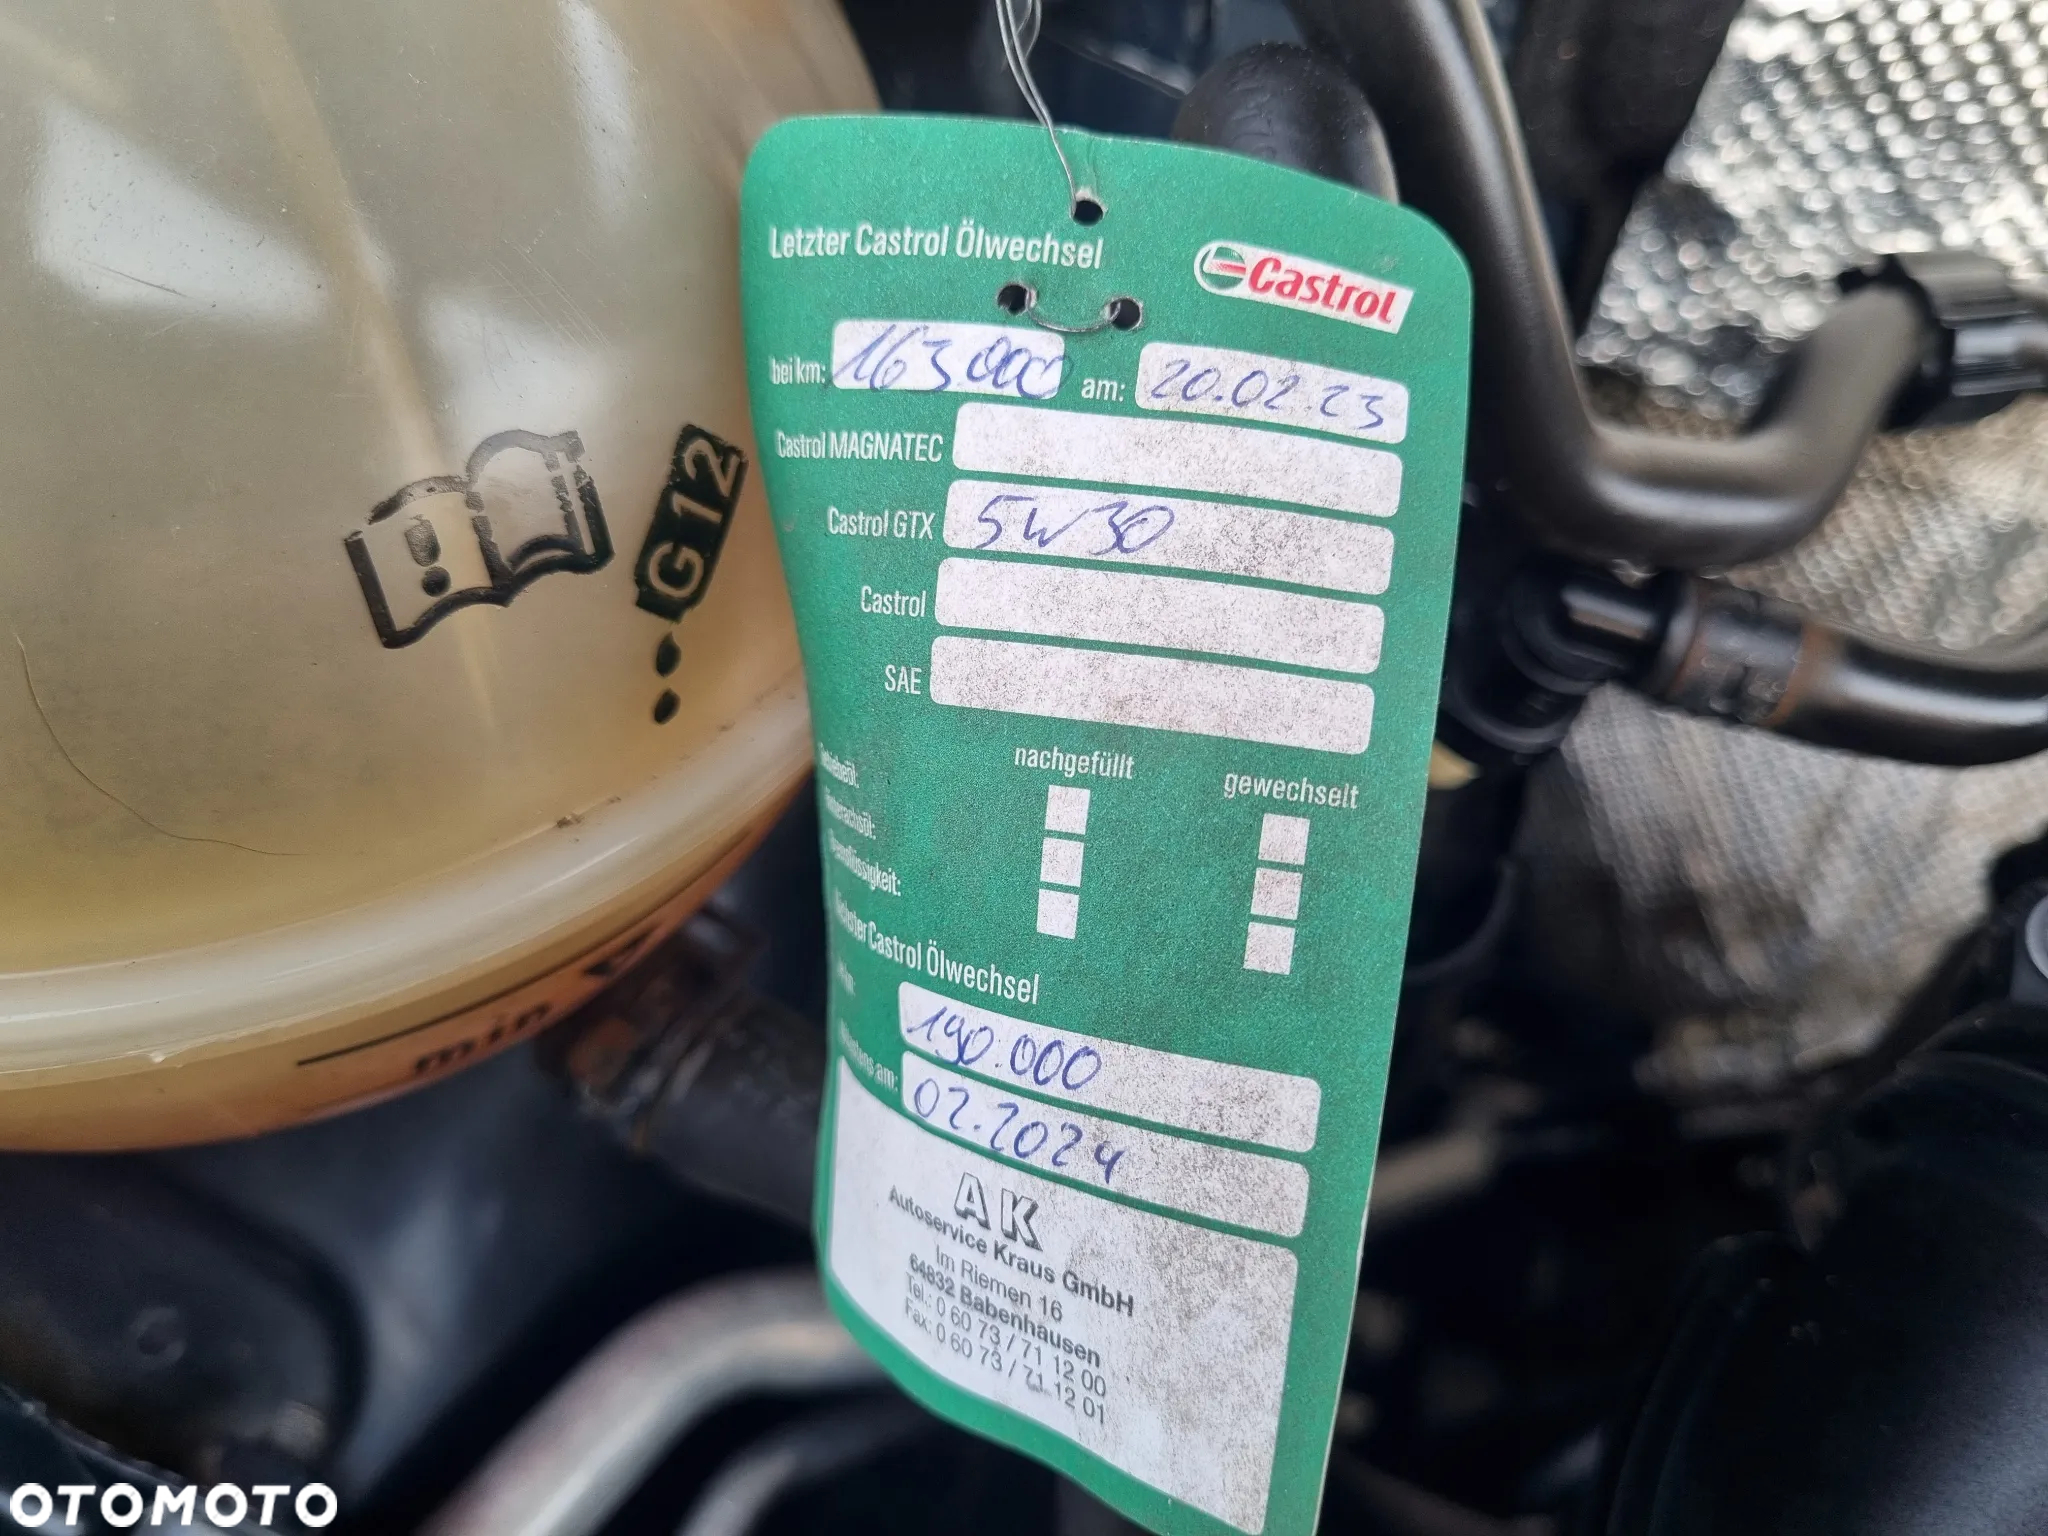 Letzter Castrol Ölwechsel
Castrol
bei km: 163.000 am: 20.02.23
Castrol MAGNATEC
Castrol GTX 5W30
Castrol
SAE
nachgefüllt gewechselt
Castrol Ölwechsel
190.000
am: 02.2024
AK
Autoservice Kraus GmbH
Im Riemen 16
64832 Babenhausen
Tel.: 0 60 73 / 71 12 00
Fax: 0 60 73 / 71 12 01
G12
min
OTOMOTO